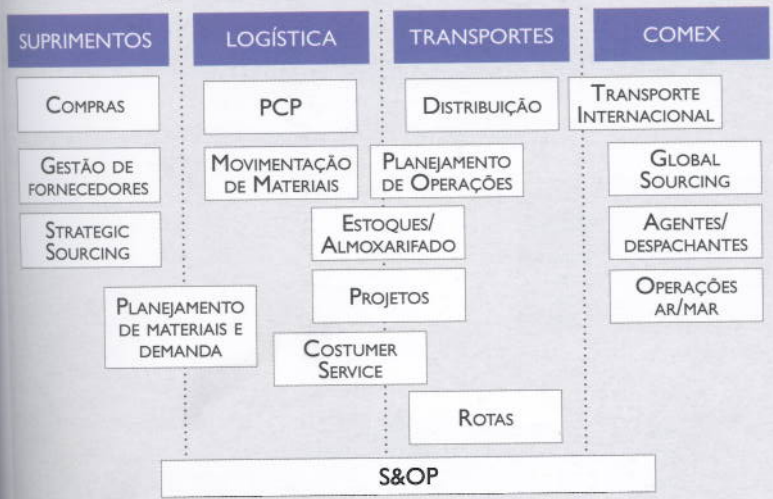 SUPRIMENTOS
LOGÍSTICA
TRANSPORTES
COMEX
COMPRAS
PCP
DISTRIBUIÇÃO
TRANSPORTE
INTERNACIONAL
GESTÃO DE
FORNECEDORES
MOVIMENTAÇÃO
DE MATERIAIS
PLANEJAMENTO
DE OPERAÇÕES
GLOBAL
SOURCING
STRATEGIC
SOURCING
ESTOQUES/
ALMOXARIFADO
AGENTES/
DESPACHANTES
PLANEJAMENTO
DE MATERIAIS E
DEMANDA
PROJETOS
OPERAÇÕES
AR/MAR
COSTUMER
SERVICE
ROTAS
S&OP